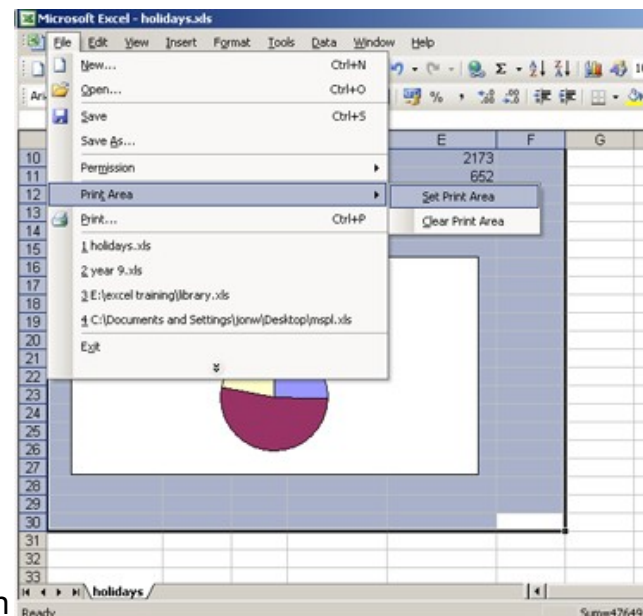 Microsoft Excel - holidays.xls
File Edit View Insert Format Tools Data Window Help
New... Ctrl+N
Open... Ctrl+O
Save Ctrl+S
Save As...
Permission
Print Area
Set Print Area
Clear Print Area
Print... Ctrl+P
1 holidays.xls
2 year 9.xls
3 E:\excel training\library.xls
4 C:\Documents and Settings\jonw\Desktop\mspl.xls
Exit
E F G
10 2173
11 652
12
13
14
15
16
17
18
19
20
21
22
23
24
25
26
27
28
29
30
31
32
33
holidays
Ready Sum=47649